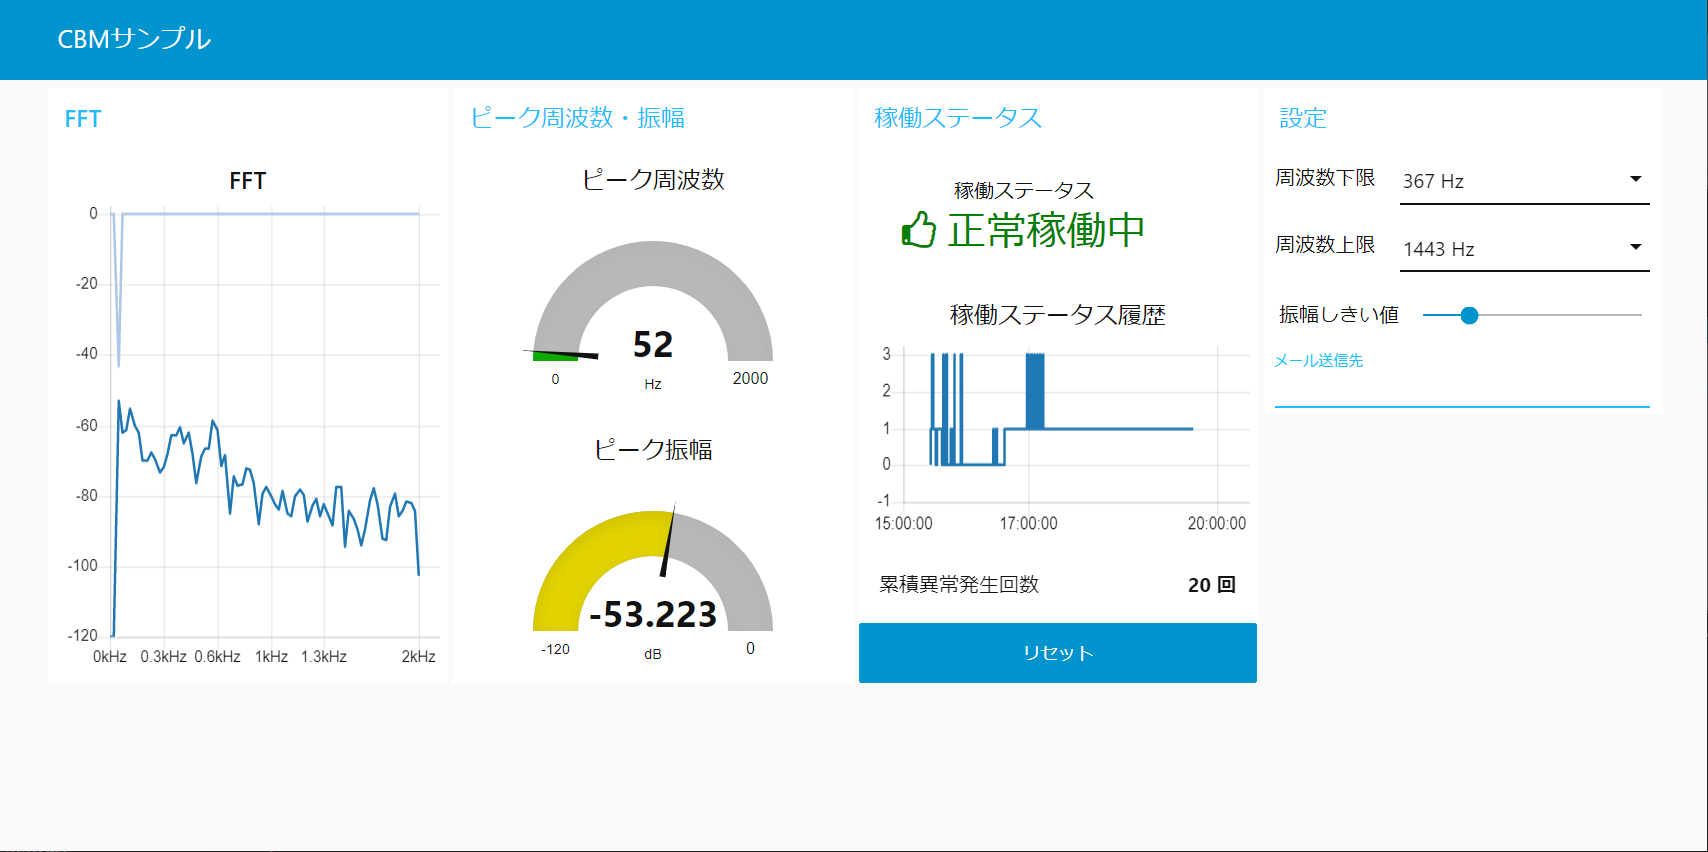 CBMサンプル
FFT
FFT
0
-20
-40
-60
-80
-100
-120
0kHz 0.3kHz 0.6kHz 1kHz 1.3kHz 2kHz
ピーク周波数・振幅
ピーク周波数
52
0 Hz 2000
ピーク振幅
-53.223
-120 dB 0
稼働ステータス
稼働ステータス
正常稼働中
稼働ステータス履歴
3
2
1
0
-1
15:00:00 17:00:00 20:00:00
累積異常発生回数 20 回
リセット
設定
周波数下限 367 Hz
周波数上限 1443 Hz
振幅しきい値
メール送信先